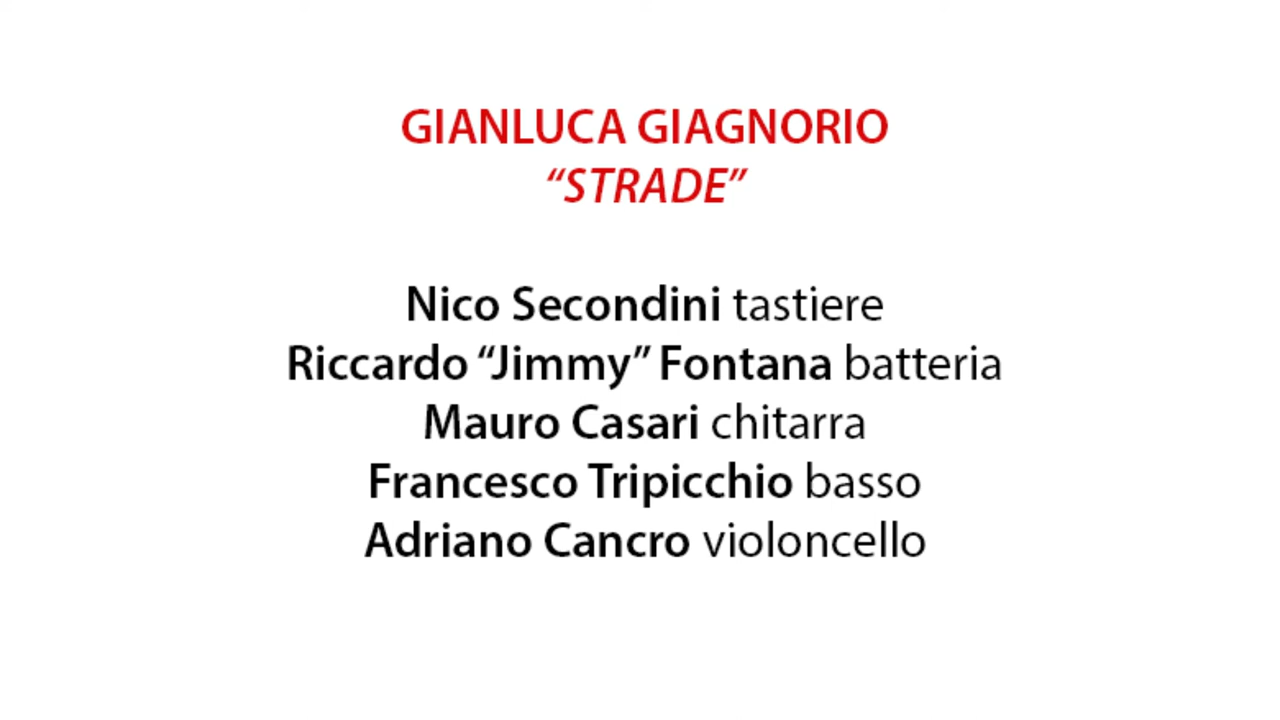 GIANLUCA GIAGNORIO
“STRADE”
Nico Secondini tastiere
Riccardo “Jimmy” Fontana batteria
Mauro Casari chitarra
Francesco Tripicchio basso
Adriano Cancro violoncello